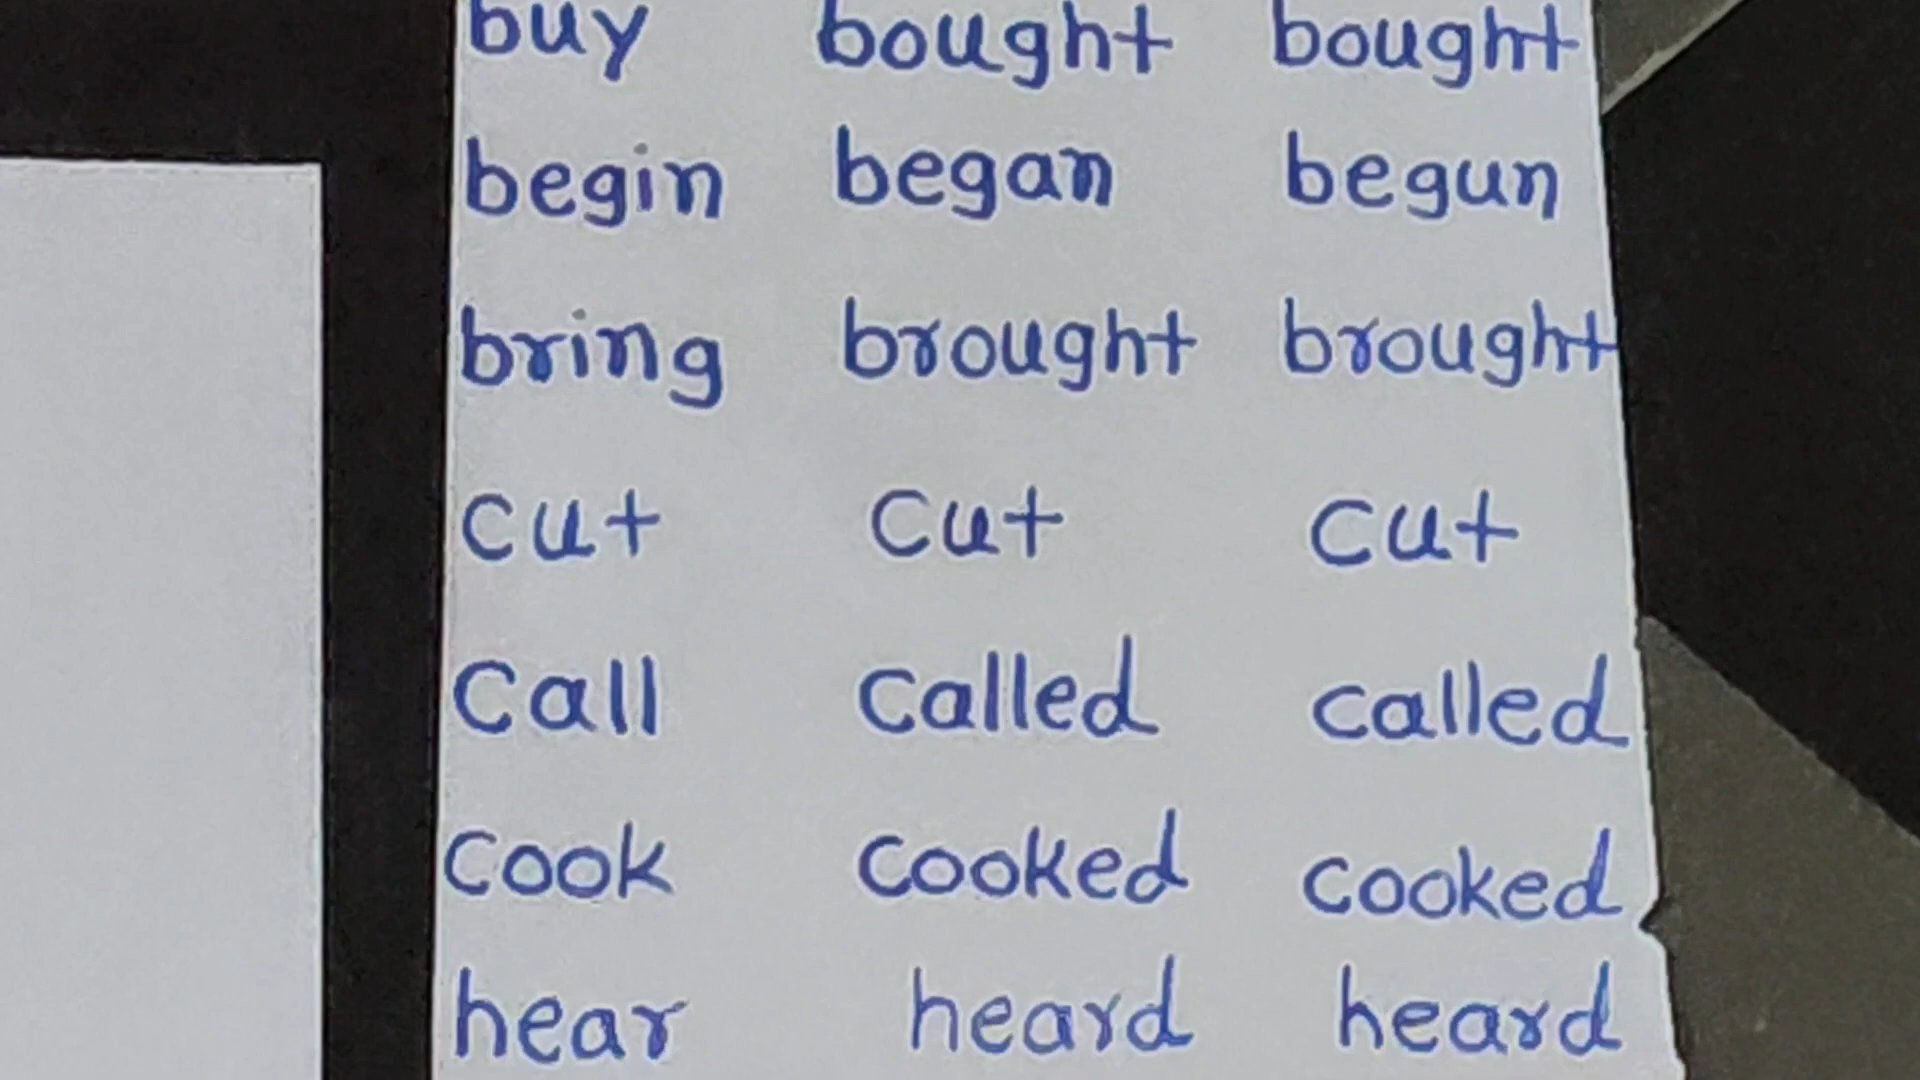 buy bought bought
begin began begun
bring brought brought
cut cut cut
Call called called
Cook cooked cooked
hear heard heard